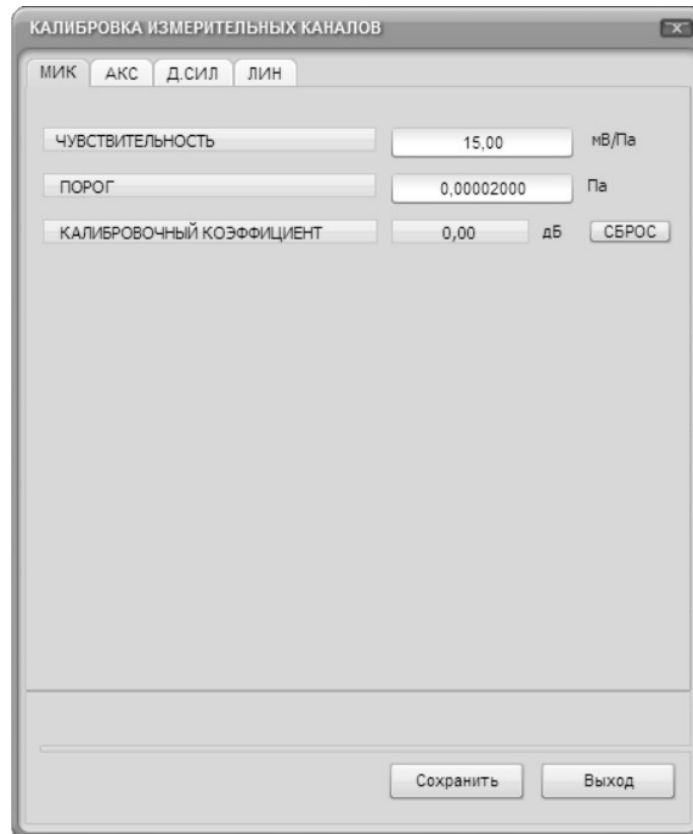 КАЛИБРОВКА ИЗМЕРИТЕЛЬНЫХ КАНАЛОВ
МИК АКС Д.СИЛ ЛИН
ЧУВСТВИТЕЛЬНОСТЬ 15,00 мВ/Па
ПОРОГ 0,00002000 Па
КАЛИБРОВОЧНЫЙ КОЭФФИЦИЕНТ 0,00 дБ СБРОС
Сохранить Выход